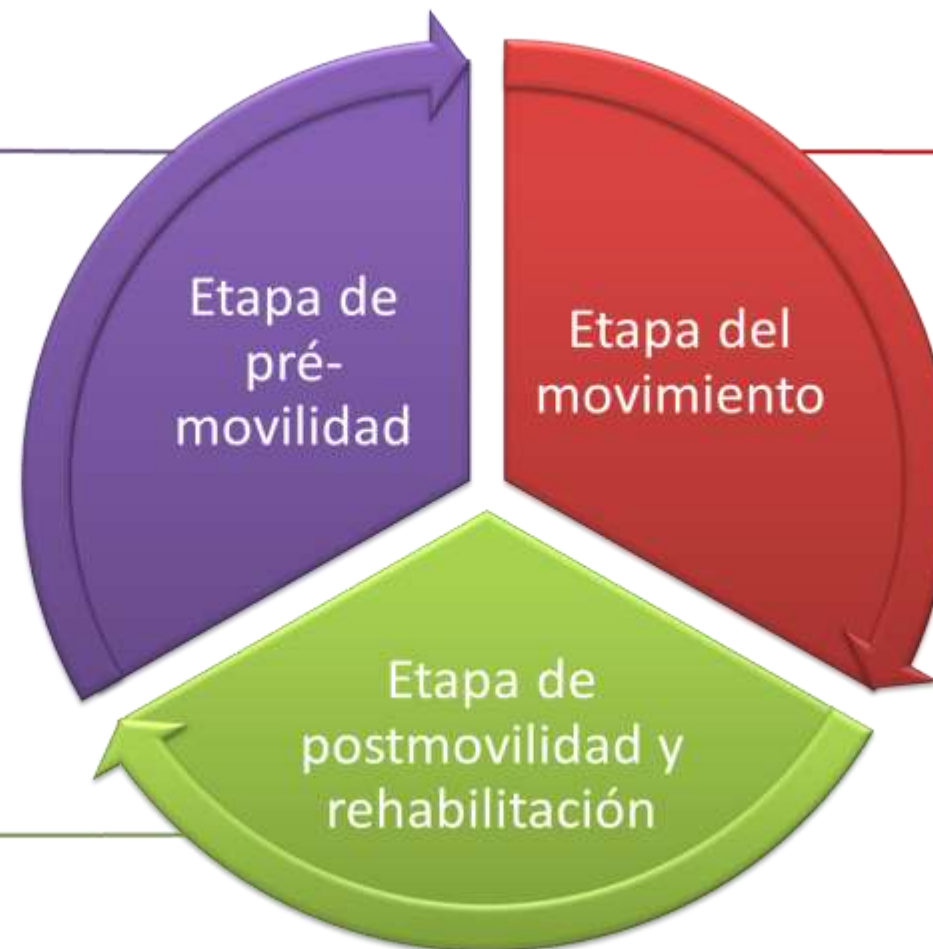 Etapa de
pré-
movilidad
Etapa del
movimiento
Etapa de
postmovilidad y
rehabilitación